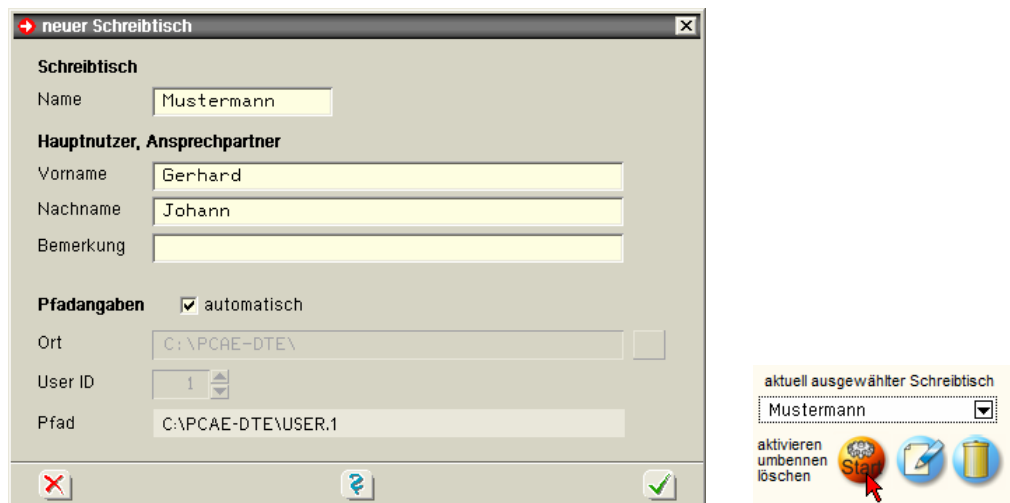 neuer Schreibtisch
Schreibtisch
Name Mustermann
Hauptnutzer, Ansprechpartner
Vorname Gerhard
Nachname Johann
Bemerkung
Pfadangaben automatisch
Ort C:\PCAE-DTE\
User ID 1
Pfad C:\PCAE-DTE\USER.1
aktuell ausgewählter Schreibtisch
Mustermann
aktivieren
umbennen
löschen
Start